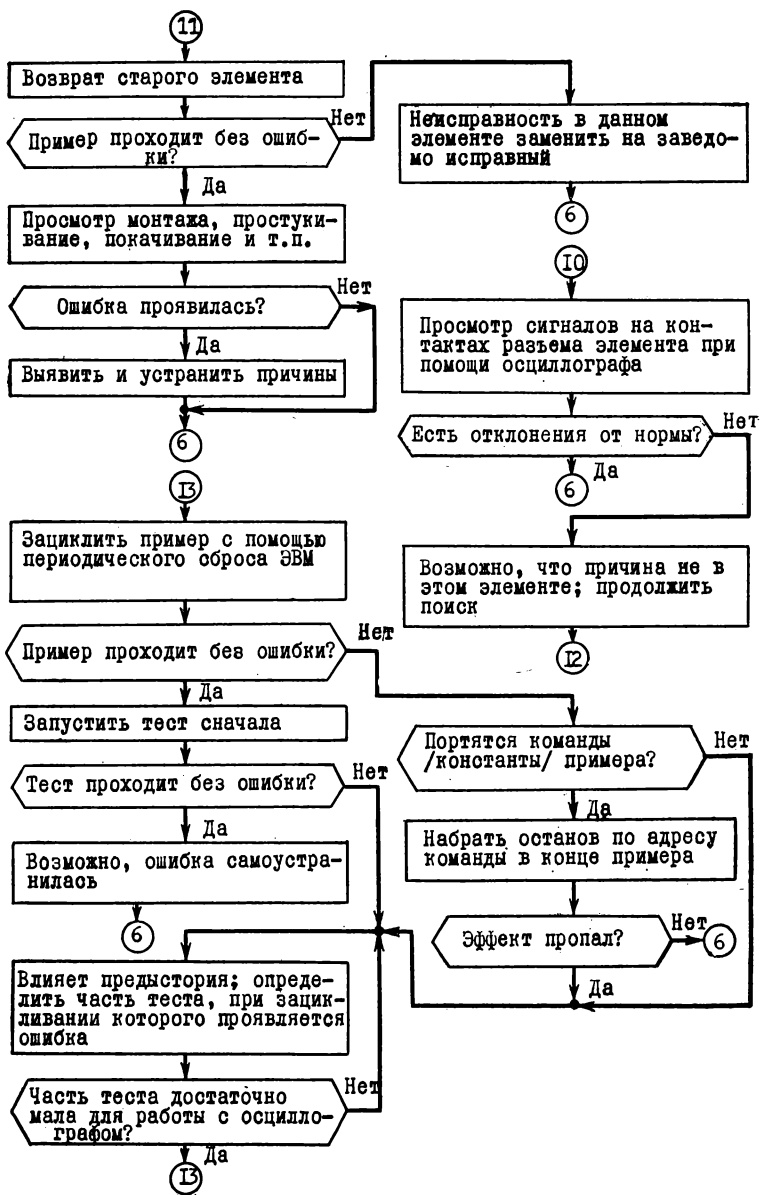 11
Возврат старого элемента
Нет
Пример проходит без ошиб-
ки?
Да
Просмотр монтажа, простуки-
вание, покачивание и т.п.
Нет
Ошибка проявилась?
Да
Выявить и устранить причины
6
Неисправность в данном
элементе заменить на заведо-
мо исправный
6
10
Просмотр сигналов на кон-
тактах разъема элемента при
помощи осциллографа
Нет
Есть отклонения от нормы?
Да
6
Возможно, что причина не в
этом элементе; продолжить
поиск
12
13
Зациклить пример с помощью
периодического сброса ЭВМ
Нет
Пример проходит без ошибки?
Да
Запустить тест сначала
Нет
Тест проходит без ошибки?
Да
Возможно, ошибка самоустра-
нилась
6
Портятся команды
/константы/ примера?
Нет
Да
Набрать останов по адресу
команды в конце примера
Эффект пропал?
Нет
6
Да
Влияет предыстория; опреде-
лить часть теста, при зацик-
ливании которого проявляется
ошибка
Нет
Часть теста достаточно
мала для работы с осцилло-
графом?
Да
13